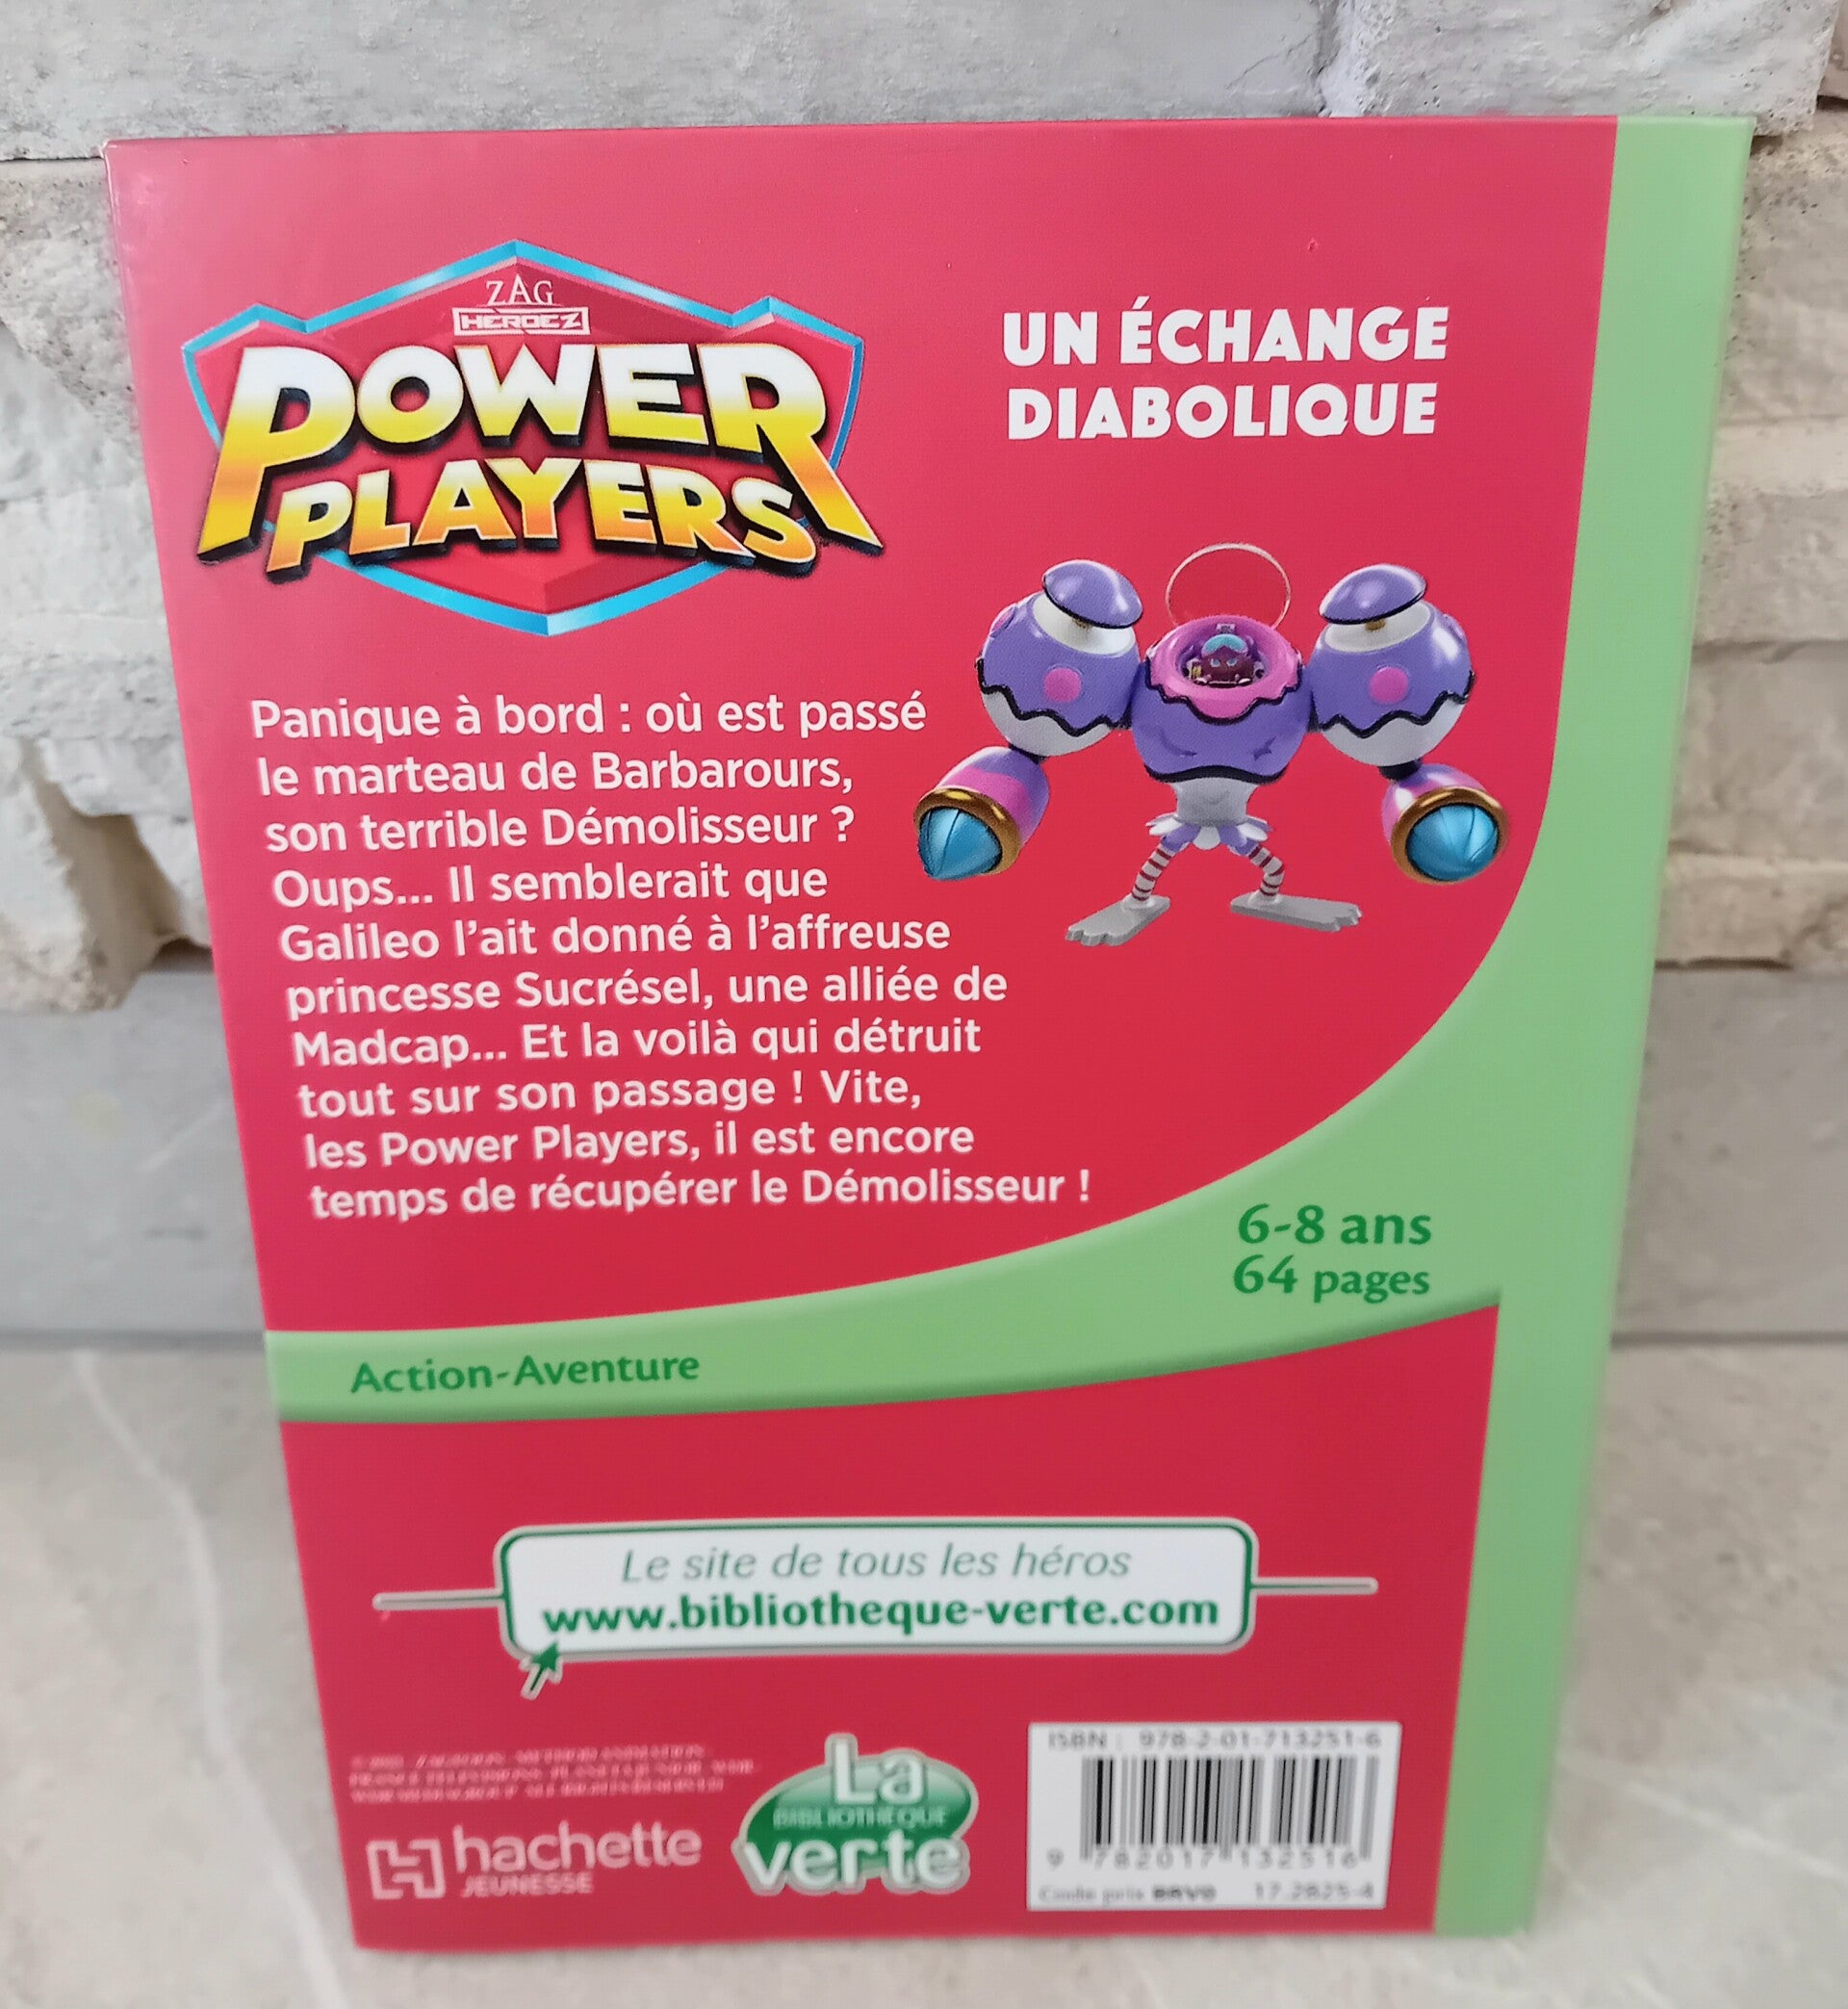 ZAG
HEROEZ
POWER
PLAYERS
UN ÉCHANGE
DIABOLIQUE
Panique à bord : où est passé
le marteau de Barbarours,
son terrible Démolisseur ?
Oups... Il semblerait que
Galileo l'ait donné à l'affreuse
princesse Sucrésel, une alliée de
Madcap... Et la voilà qui détruit
tout sur son passage ! Vite,
les Power Players, il est encore
temps de récupérer le Démolisseur !
6-8 ans
64 pages
Action-Aventure
Le site de tous les héros
www.bibliotheque-verte.com
hachette
JEUNESSE
La
BIBLIOTHEQUE
verte
ISBN : 978-2-01-713251-6
9 782017 132516
17.2825-4